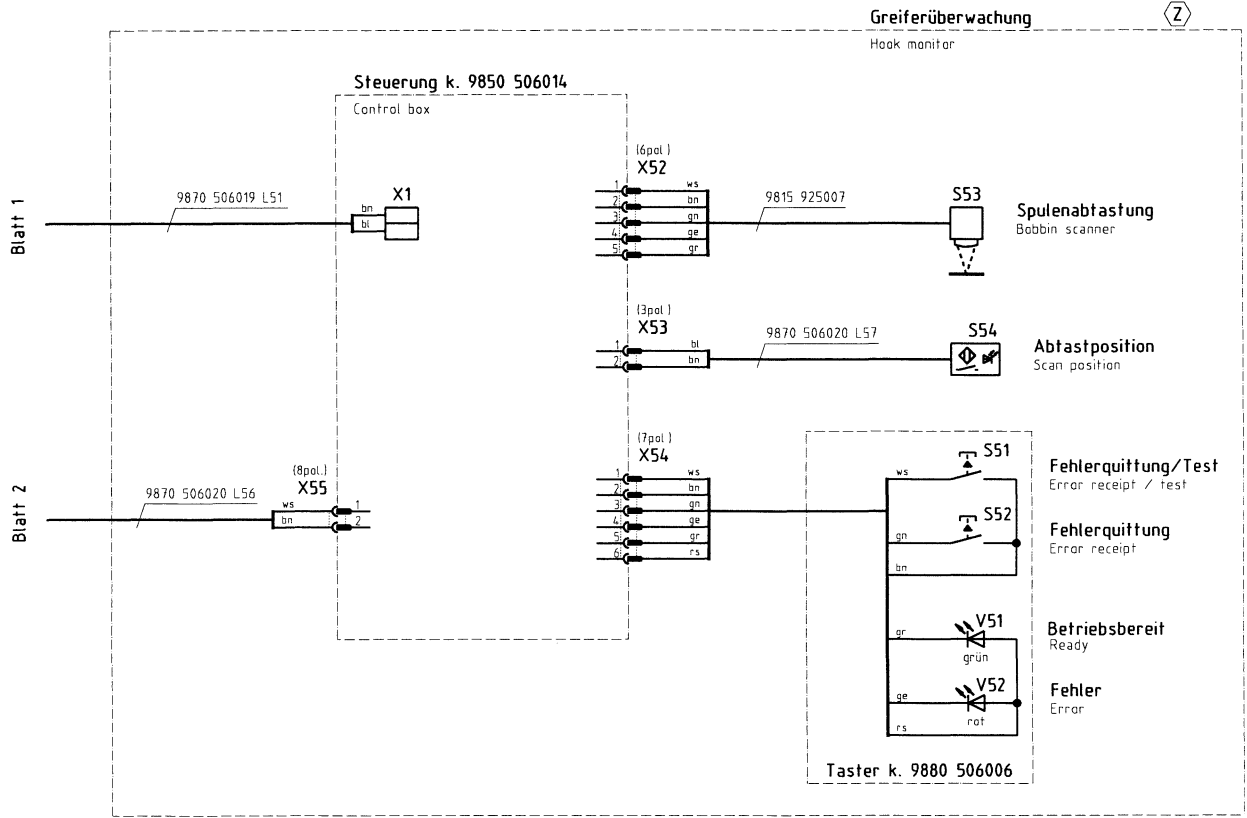 Greiferüberwachung
Z
Hook monitor
Steuerung k. 9850 506014
Control box
Blatt 1
9870 506019 L51
bn
bl
X1
(6pol )
X52
1 ws
2 bn
3 gn
4 ge
5 gr
9815 925007
S53
Spulenabtastung
Bobbin scanner
(3pol )
X53
1 bl
2 bn
9870 506020 L57
S54
Abtastposition
Scan position
Blatt 2
9870 506020 L56
(8pol.)
X55
ws 1
bn 2
(7pol )
X54
1 ws
2 bn
3 gn
4 ge
5 gr
6 rs
ws
S51
Fehlerquittung/Test
Error receipt / test
gn
S52
Fehlerquittung
Error receipt
bn
gr
V51
grün
Betriebsbereit
Ready
ge
V52
rot
Fehler
Error
rs
Taster k. 9880 506006